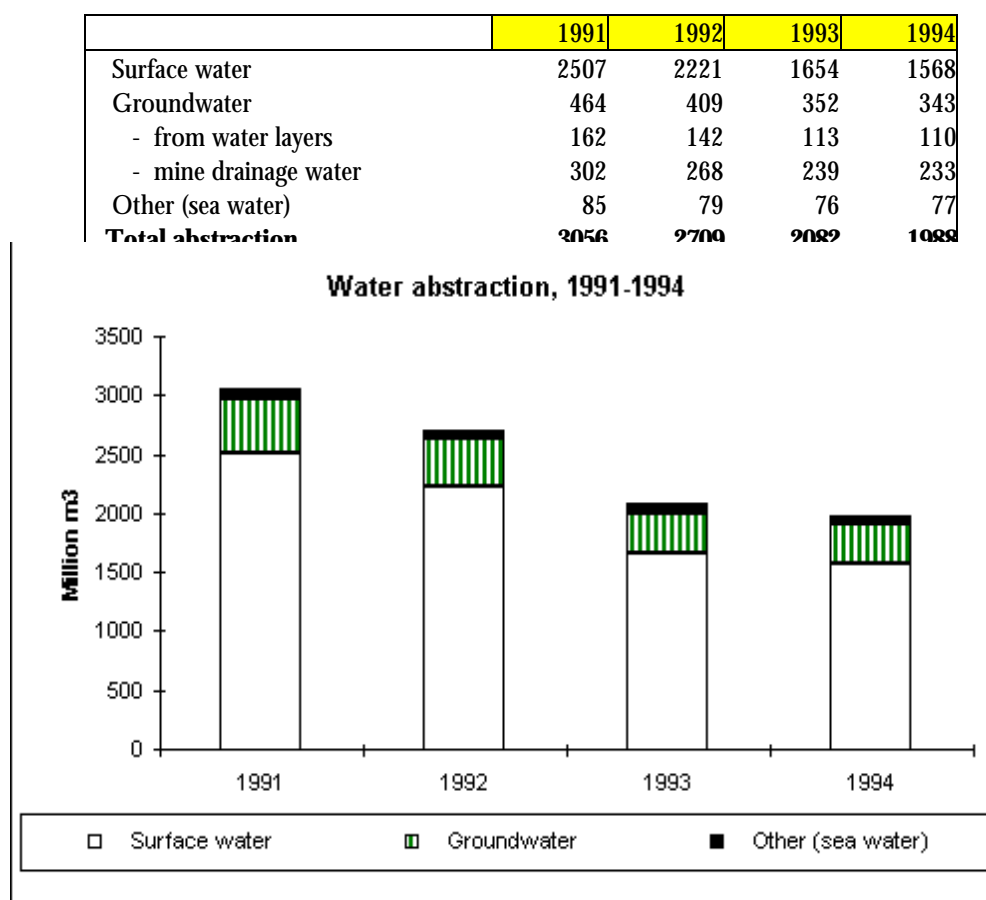 1991 1992 1993 1994
Surface water 2507 2221 1654 1568
Groundwater 464 409 352 343
- from water layers 162 142 113 110
- mine drainage water 302 268 239 233
Other (sea water) 85 79 76 77
Total abstraction 3056 2709 2082 1988
Water abstraction, 1991-1994
Million m3
3500
3000
2500
2000
1500
1000
500
0
1991 1992 1993 1994
Surface water Groundwater Other (sea water)